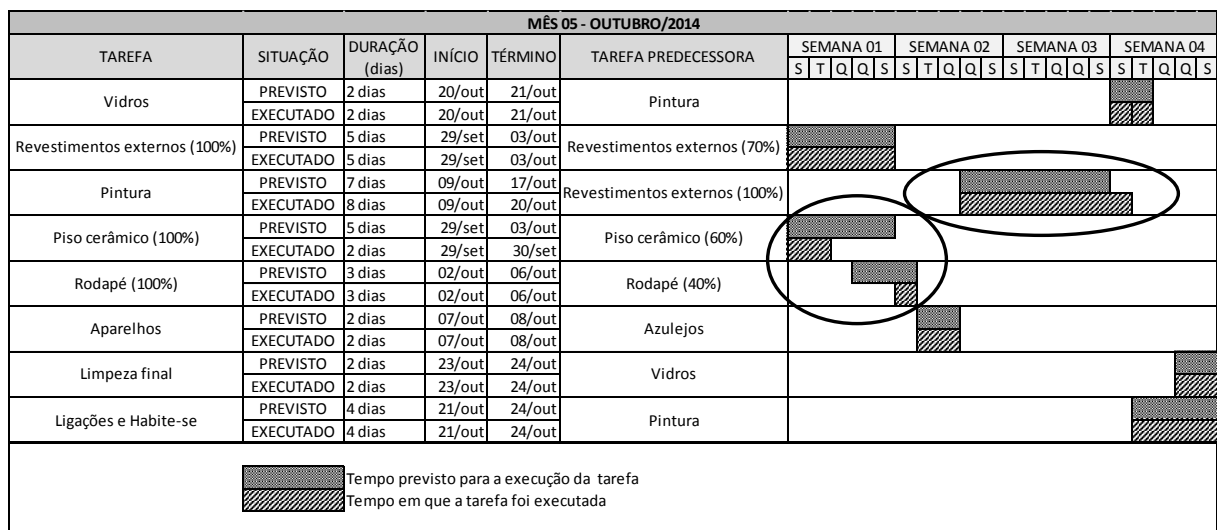 MÊS 05 - OUTUBRO/2014
TAREFA SITUAÇÃO DURAÇÃO (dias) INÍCIO TÉRMINO TAREFA PREDECESSORA SEMANA 01 SEMANA 02 SEMANA 03 SEMANA 04
S T Q Q S S T Q Q S S T Q Q S S T Q Q S
Vidros PREVISTO 2 dias 20/out 21/out Pintura
EXECUTADO 2 dias 20/out 21/out
Revestimentos externos (100%) PREVISTO 5 dias 29/set 03/out Revestimentos externos (70%)
EXECUTADO 5 dias 29/set 03/out
Pintura PREVISTO 7 dias 09/out 17/out Revestimentos externos (100%)
EXECUTADO 8 dias 09/out 20/out
Piso cerâmico (100%) PREVISTO 5 dias 29/set 03/out Piso cerâmico (60%)
EXECUTADO 2 dias 29/set 30/set
Rodapé (100%) PREVISTO 3 dias 02/out 06/out Rodapé (40%)
EXECUTADO 3 dias 02/out 06/out
Aparelhos PREVISTO 2 dias 07/out 08/out Azulejos
EXECUTADO 2 dias 07/out 08/out
Limpeza final PREVISTO 2 dias 23/out 24/out Vidros
EXECUTADO 2 dias 23/out 24/out
Ligações e Habite-se PREVISTO 4 dias 21/out 24/out Pintura
EXECUTADO 4 dias 21/out 24/out
Tempo previsto para a execução da tarefa
Tempo em que a tarefa foi executada